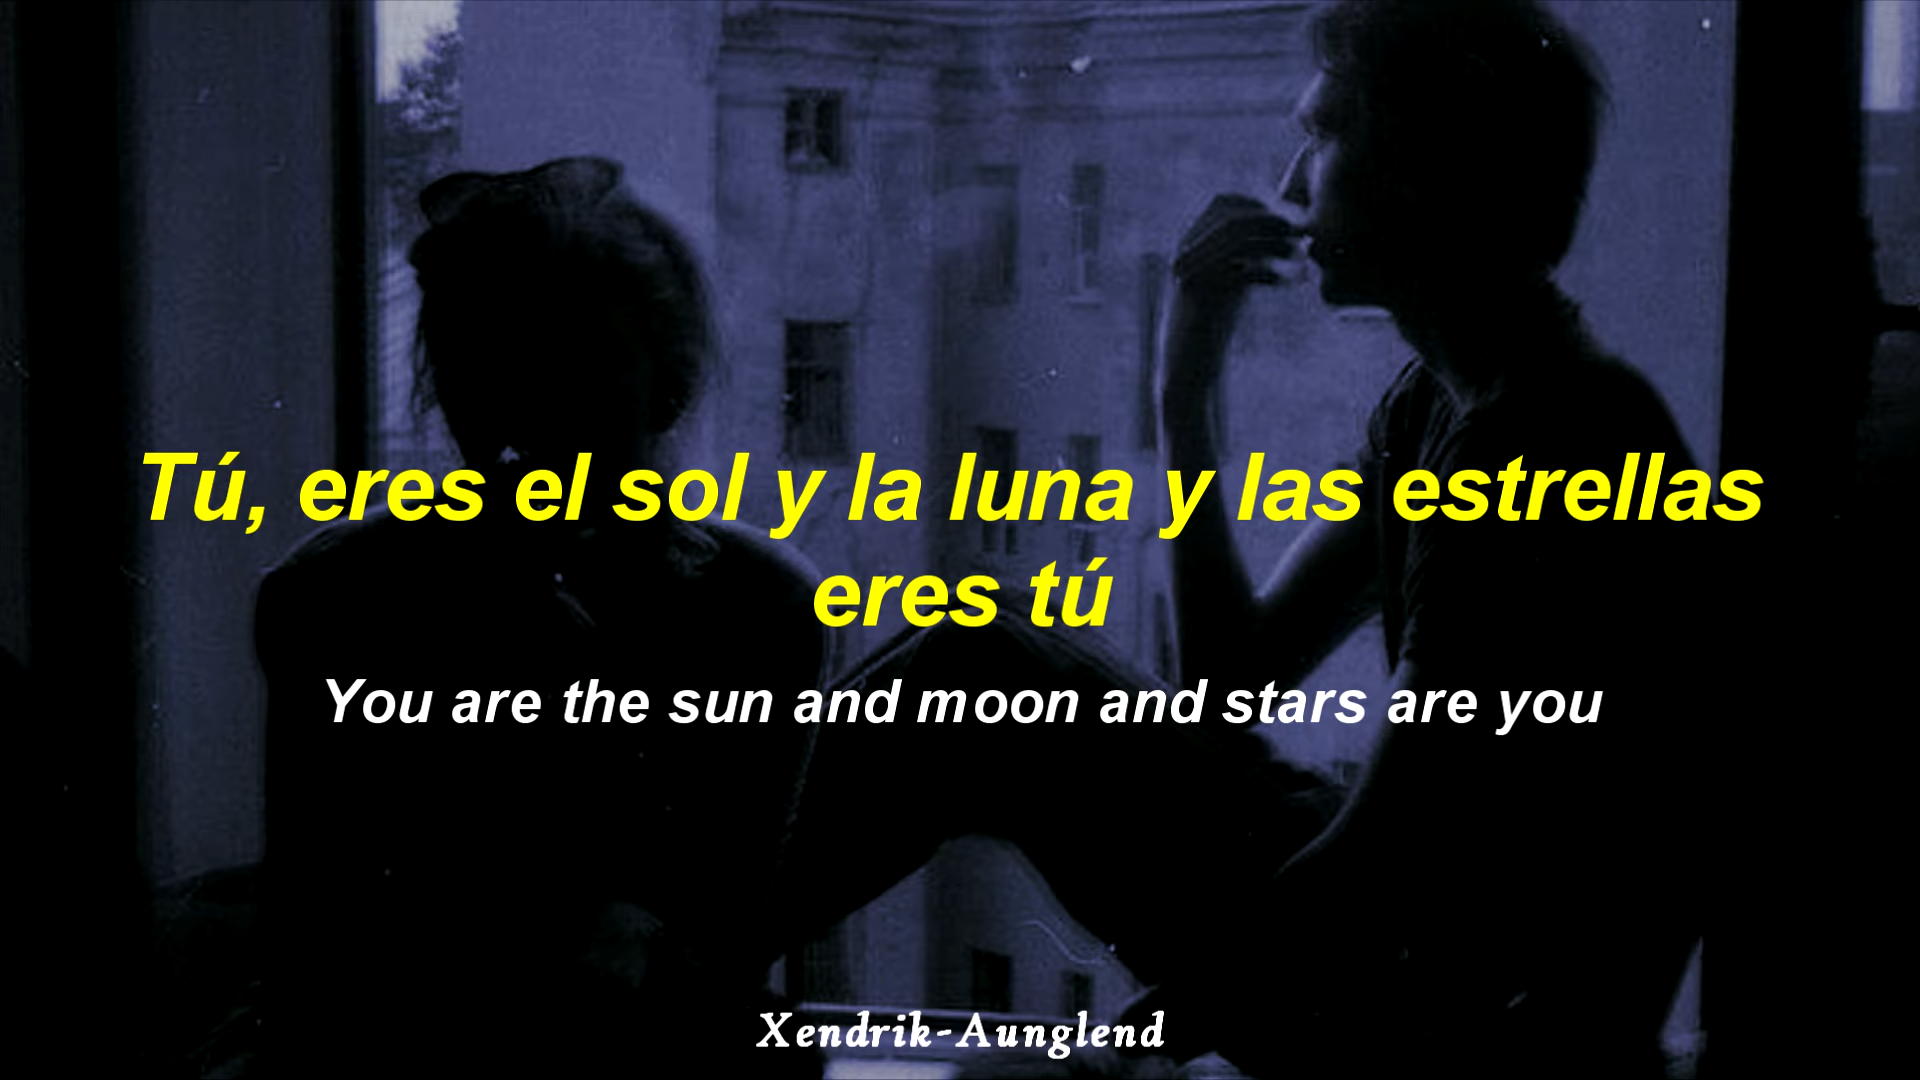 Tú, eres el sol y la luna y las estrellas
eres tú
You are the sun and moon and stars are you
Xendrik-Aunglend